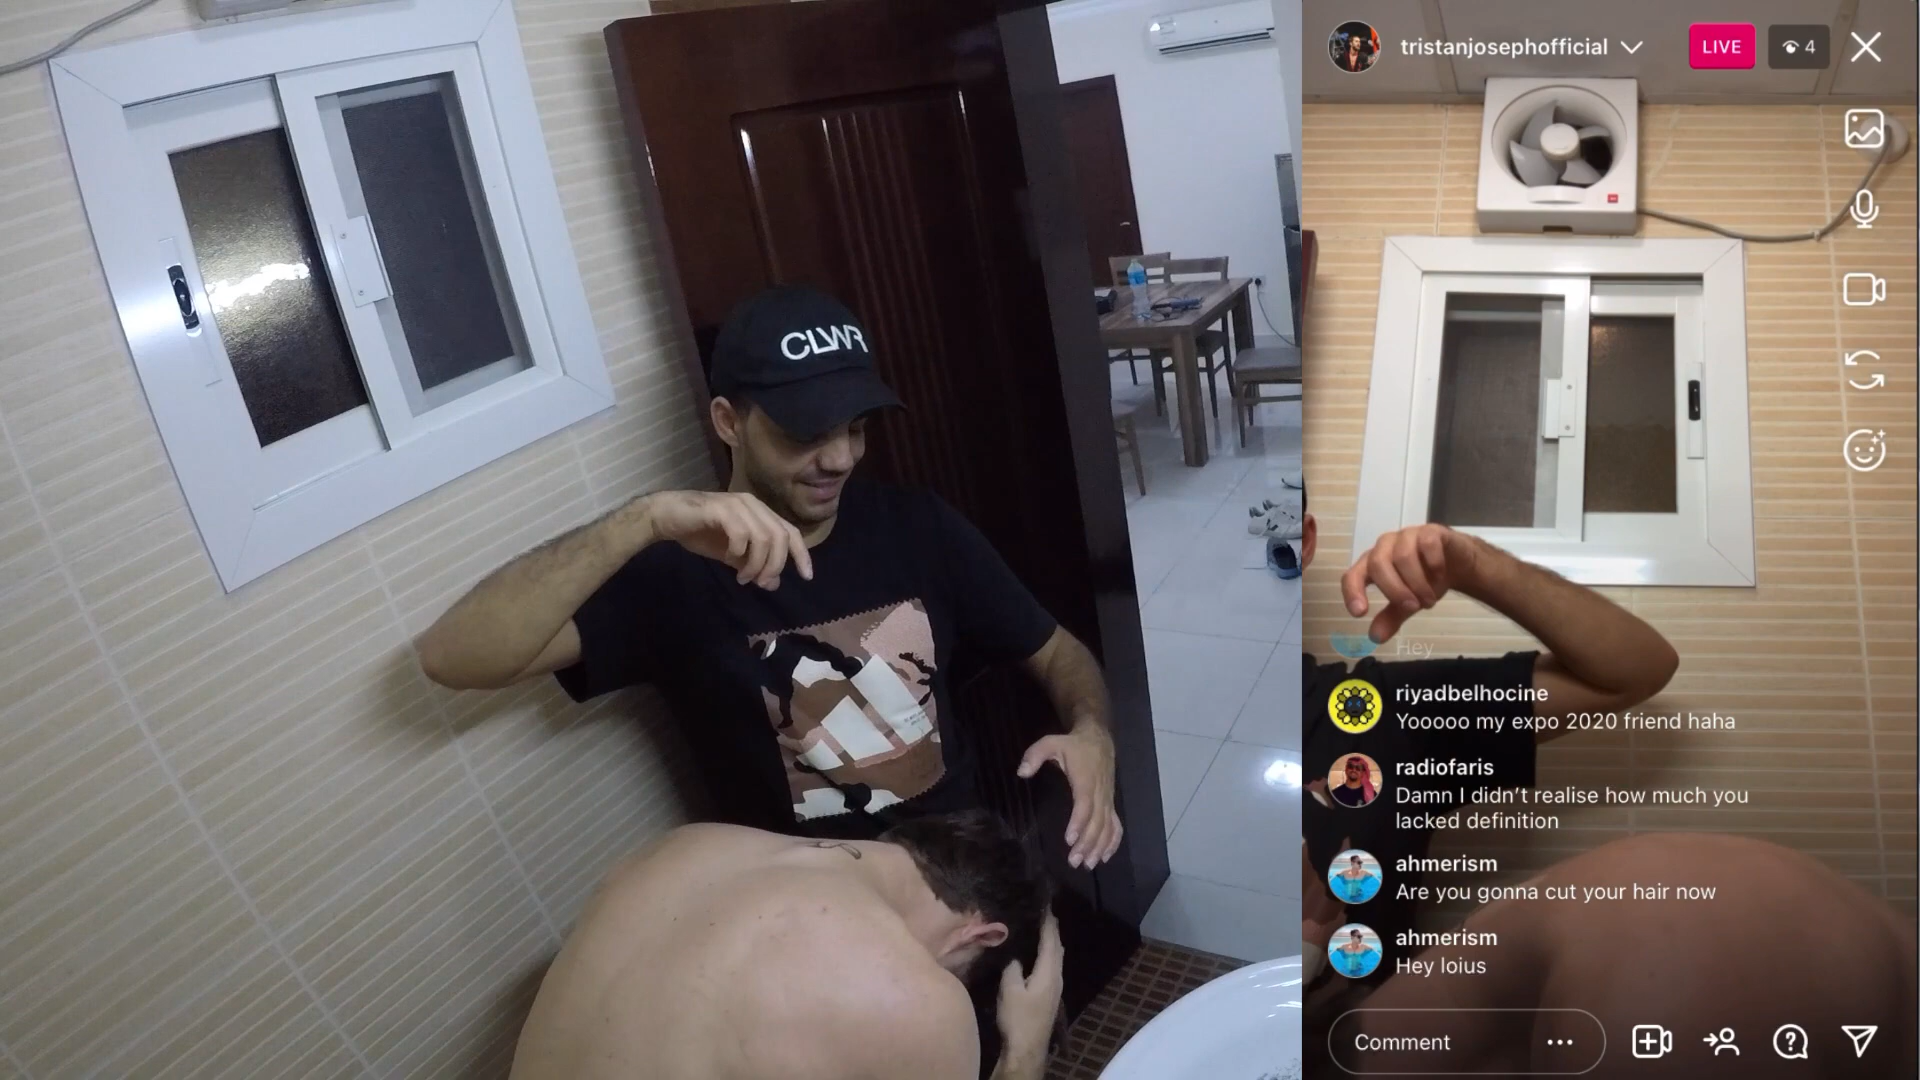 CLWR
tristanjosephofficial
LIVE
4
Hey
riyadbelhocine
Yooooo my expo 2020 friend haha
radiofaris
Damn I didn’t realise how much you
lacked definition
ahmerism
Are you gonna cut your hair now
ahmerism
Hey loius
Comment